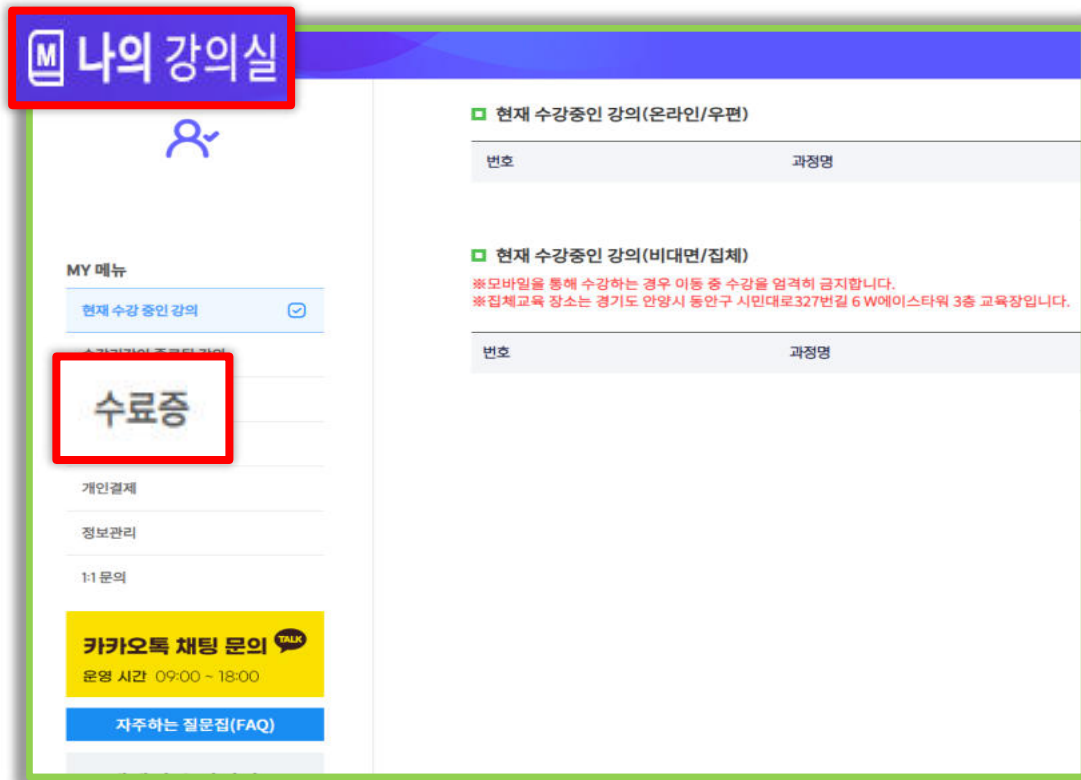 M 나의 강의실
현재 수강중인 강의(온라인/우편)
번호 과정명
현재 수강중인 강의(비대면/집체)
※모바일을 통해 수강하는 경우 이동 중 수강을 엄격히 금지합니다.
※집체교육 장소는 경기도 안양시 동안구 시민대로327번길 6 W에이스타워 3층 교육장입니다.
번호 과정명
MY 메뉴
현재 수강 중인 강의
수료증
개인결제
정보관리
1:1 문의
카카오톡 채팅 문의 TALK
운영 시간 09:00 ~ 18:00
자주하는 질문집(FAQ)